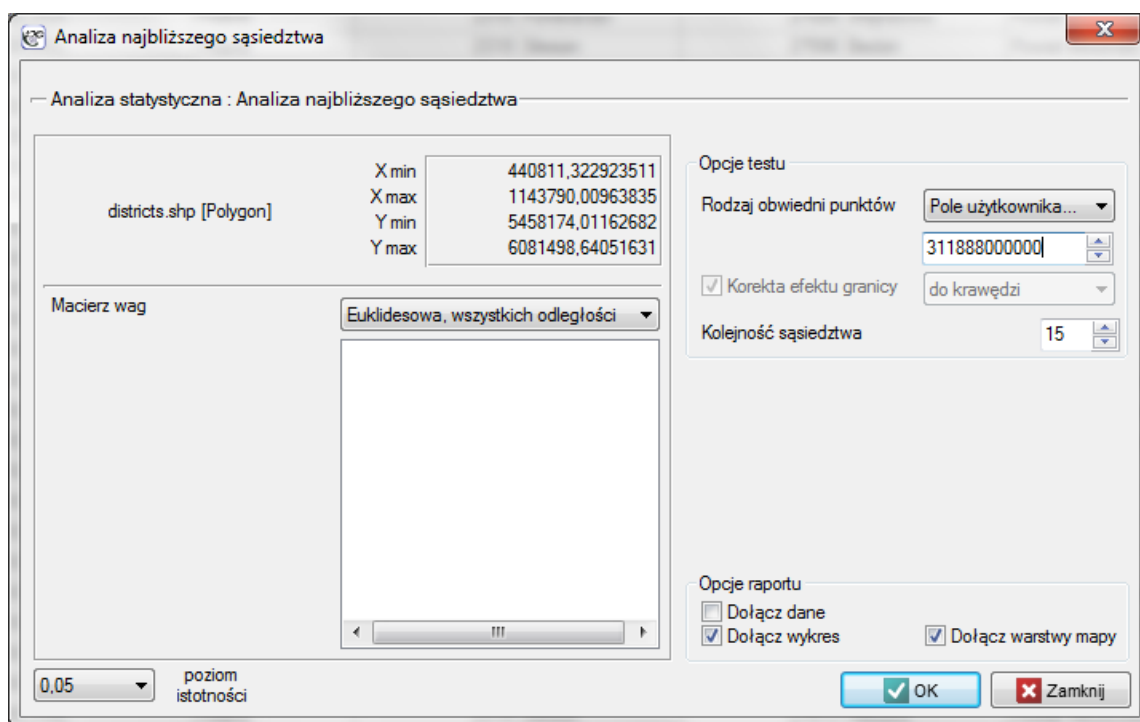 Analiza najbliższego sąsiedztwa
Analiza statystyczna : Analiza najbliższego sąsiedztwa
districts.shp [Polygon]
X min 440811,322923511
X max 1143790,00963835
Y min 5458174,01162682
Y max 6081498,64051631
Macierz wag
Euklidesowa, wszystkich odległości
Opcje testu
Rodzaj obwiedni punktów Pole użytkownika...
311888000000
Korekta efektu granicy do krawędzi
Kolejność sąsiedztwa 15
Opcje raportu
Dołącz dane
Dołącz wykres Dołącz warstwy mapy
0,05 poziom
istotności
OK Zamknij